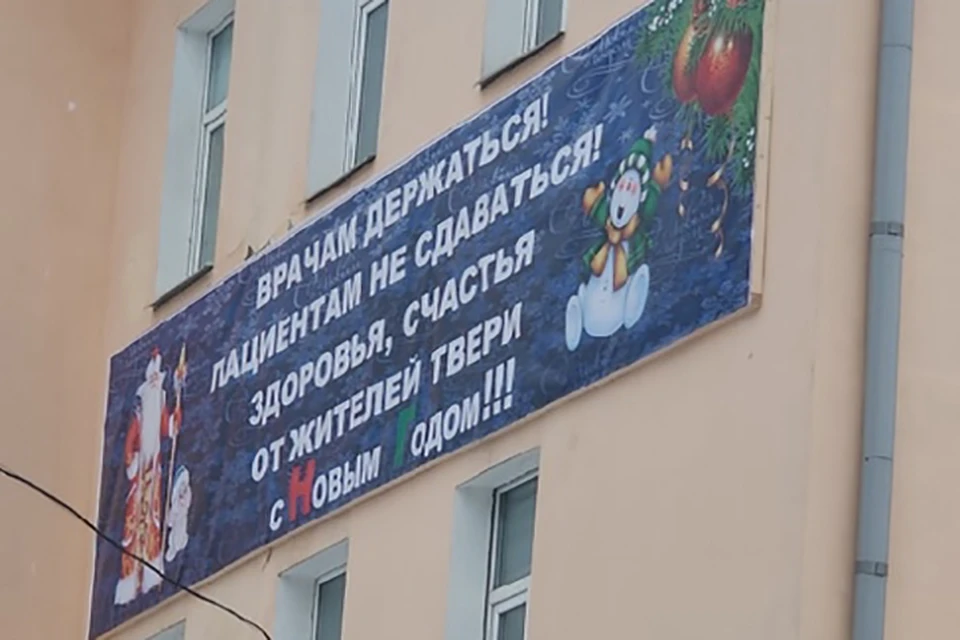 ВРАЧАМ ДЕРЖАТЬСЯ!
ПАЦИЕНТАМ НЕ СДАВАТЬСЯ!
ЗДОРОВЬЯ, СЧАСТЬЯ
ОТ ЖИТЕЛЕЙ ТВЕРИ
С НОВЫМ ГОДОМ!!!